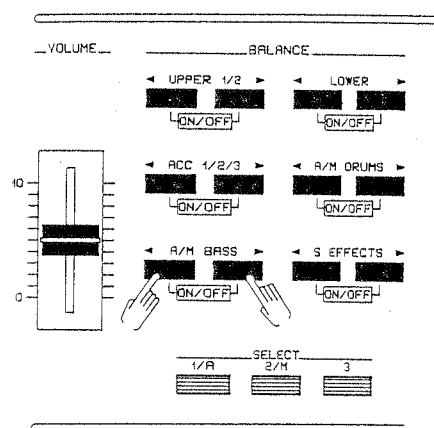 VOLUME BALANCE
◄ UPPER 1/2 ► ◄ LOWER ►
ON/OFF ON/OFF
◄ ACC 1/2/3 ► ◄ A/M DRUMS ►
10
ON/OFF ON/OFF
◄ A/M BASS ► ◄ S EFFECTS ►
0
ON/OFF ON/OFF
SELECT
1/A 2/M 3